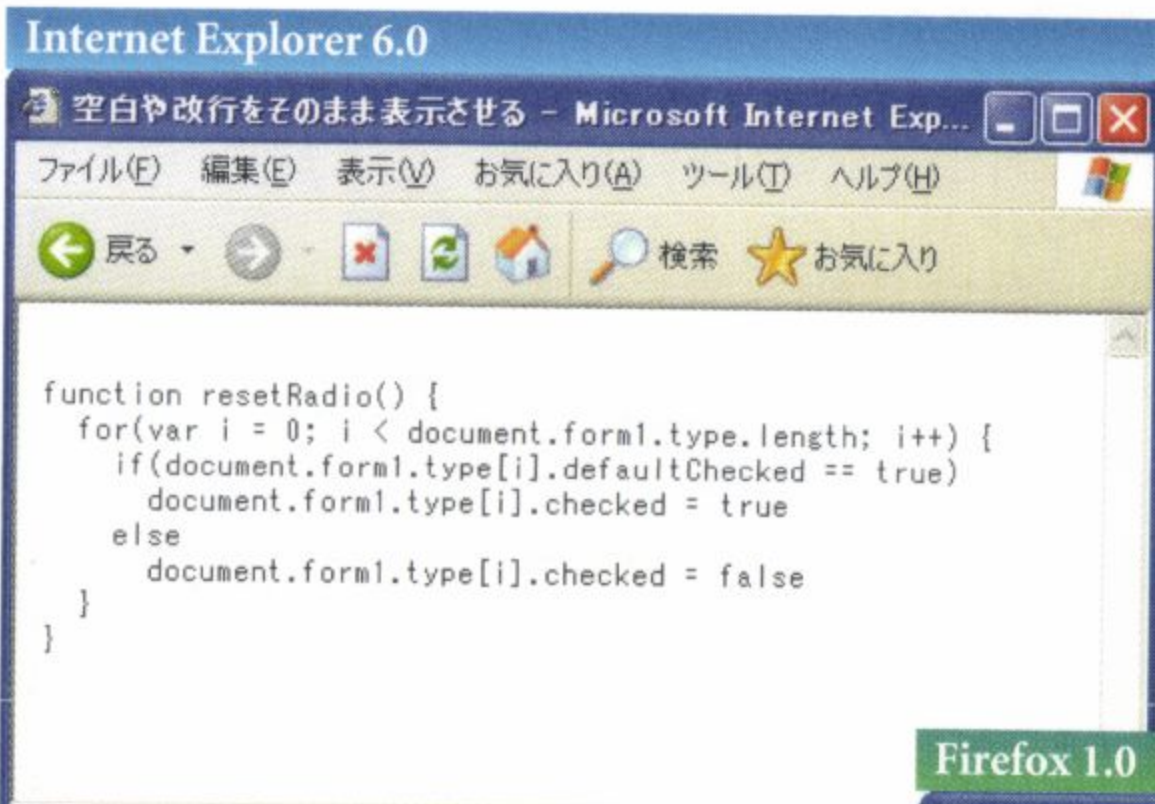 Internet Explorer 6.0
空白や改行をそのまま表示させる - Microsoft Internet Exp...
ファイル(F) 編集(E) 表示(V) お気に入り(A) ツール(T) ヘルプ(H)
戻る 検索 お気に入り
function resetRadio() {
  for(var i = 0; i < document.form1.type.length; i++) {
    if(document.form1.type[i].defaultChecked == true)
      document.form1.type[i].checked = true
    else
      document.form1.type[i].checked = false
  }
}
Firefox 1.0